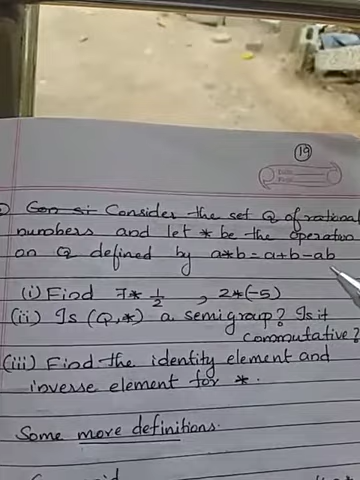 19
Date
Page
Consider the set Q of rational
numbers and let * be the operation
on Q defined by a*b = a+b-ab
(i) Find 7* 1/2 , 2*(-5)
(ii) Is (Q,*) a semigroup? Is it
commutative?
(iii) Find the identity element and
inverse element for *.
Some more definitions.